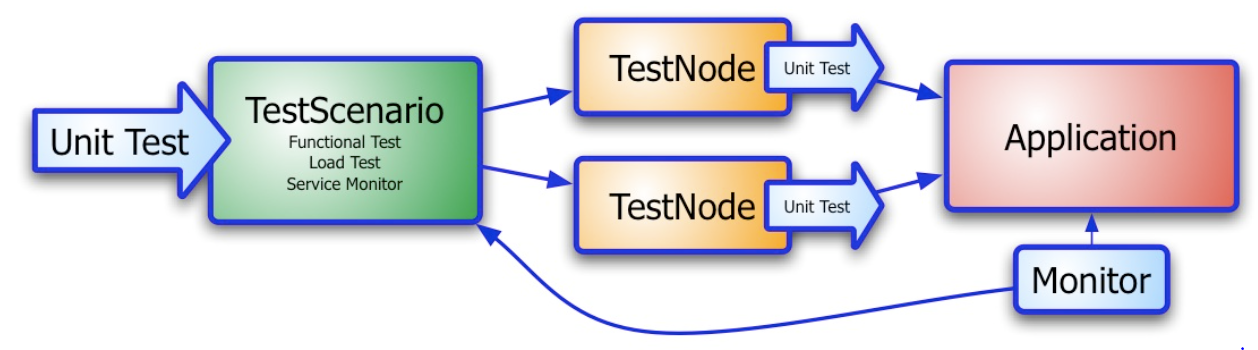 Unit Test
TestScenario
Functional Test
Load Test
Service Monitor
TestNode
Unit Test
TestNode
Unit Test
Application
Monitor